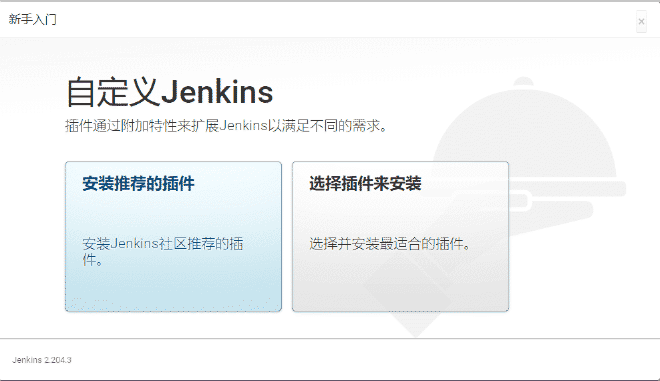 新手入门
×
自定义Jenkins
插件通过附加特性来扩展Jenkins以满足不同的需求。
安装推荐的插件
安装Jenkins社区推荐的插
件。
选择插件来安装
选择并安装最适合的插件。
Jenkins 2.204.3